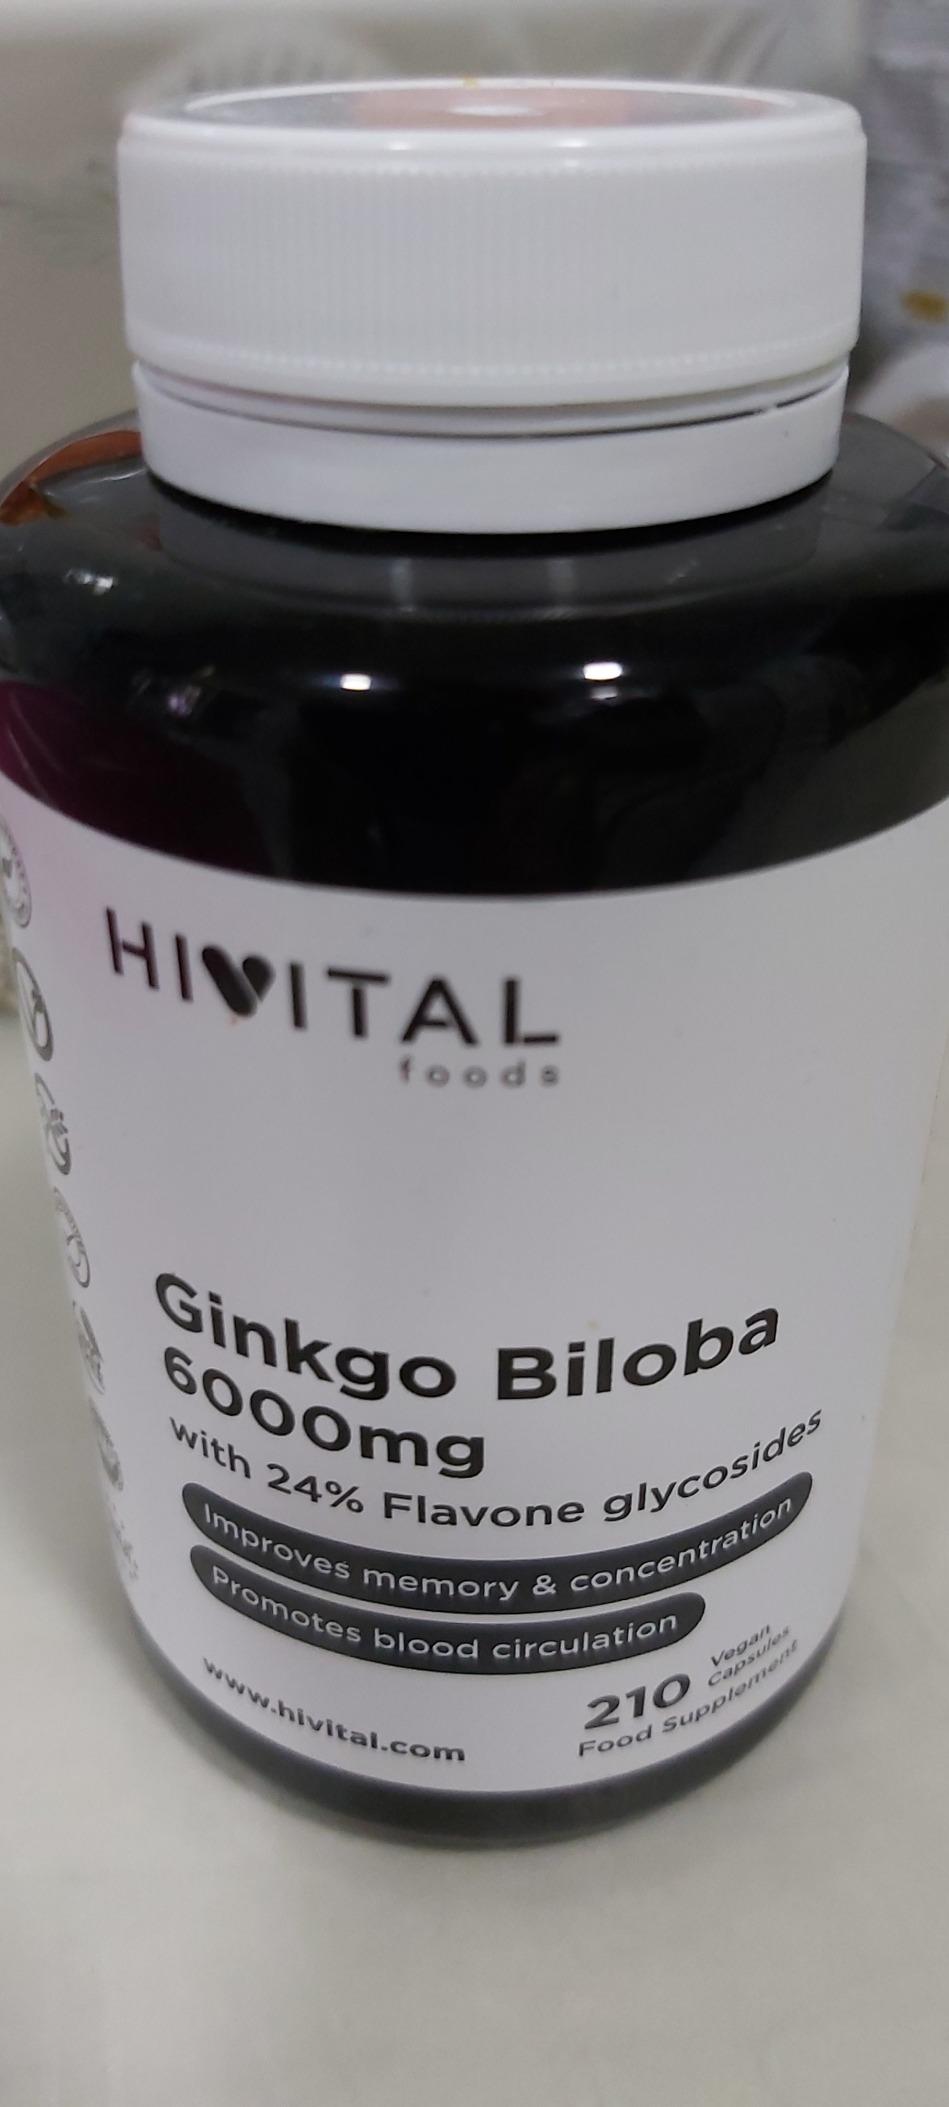 HIVITAL
foods
Ginkgo Biloba
6000mg
with 24% Flavone glycosides
Improves memory & concentration
Promotes blood circulation
www.hivital.com
210 Vegan
Capsules
Food Supplement